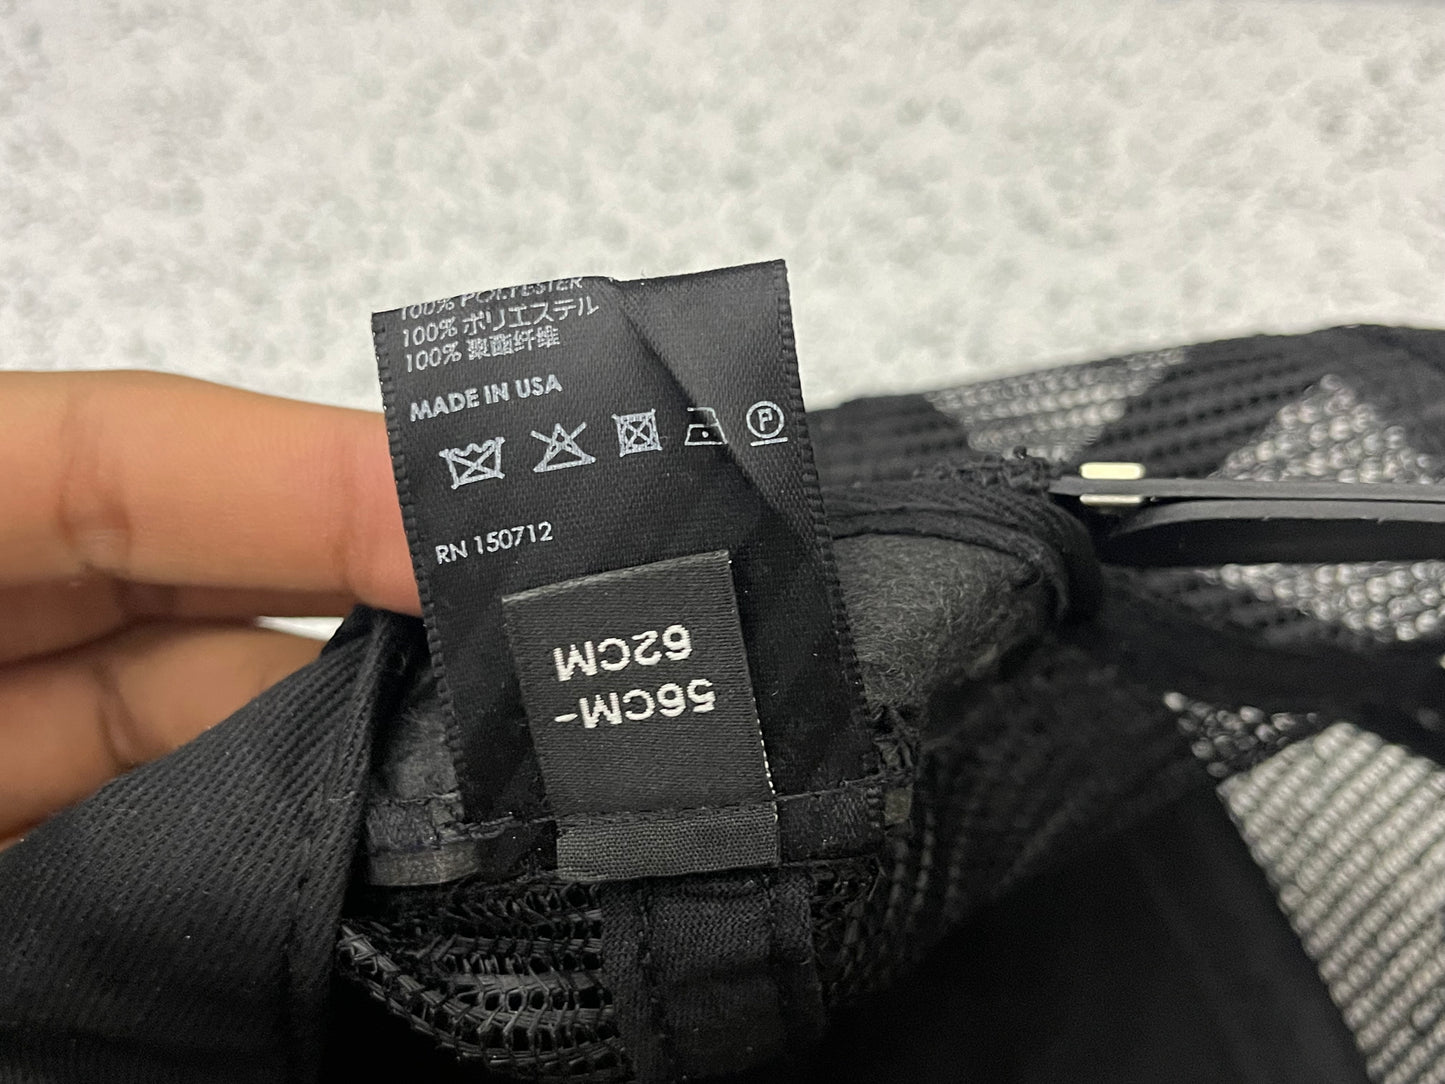 100% POLYESTER
100% ポリエステル
100% 聚酯纤维
MADE IN USA
P
RN 150712
56CM-
62CM